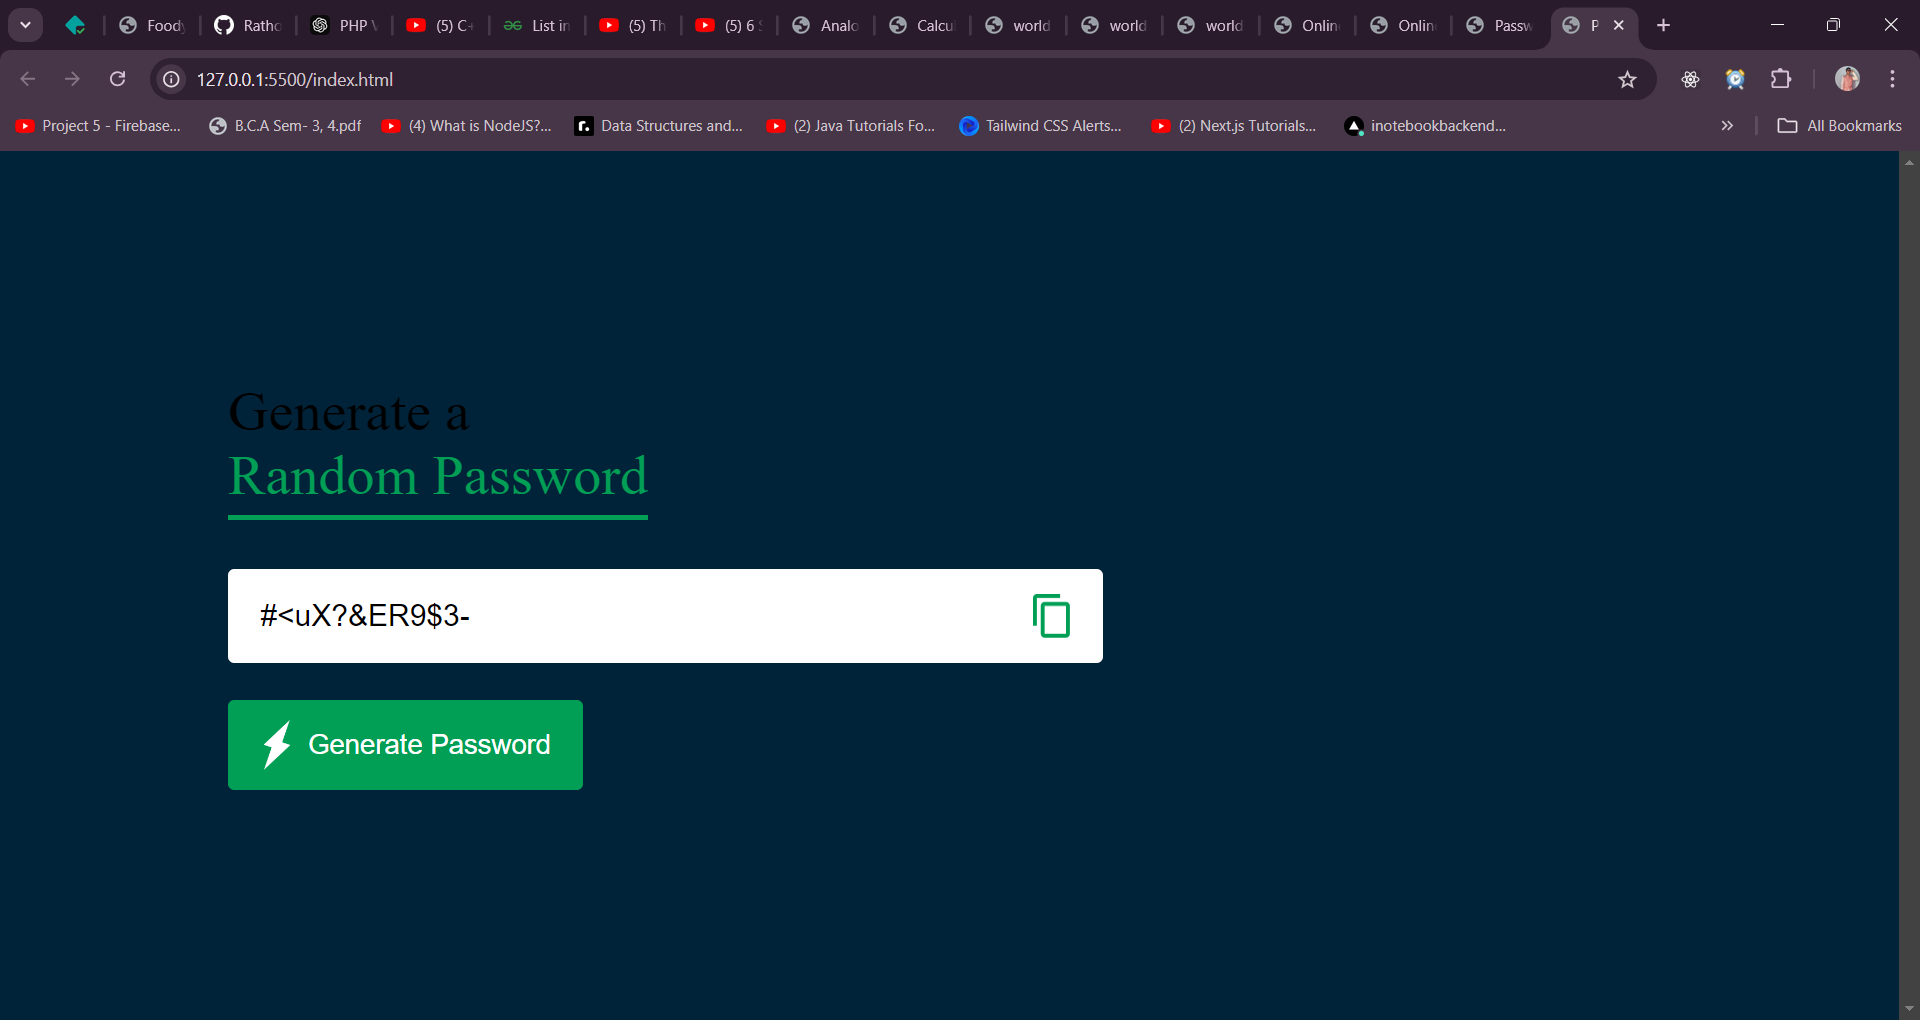 Foody
Ratho
PHP
(5) C+
List in
(5) Th
(5) 6
Analo
Calcu
world
world
world
Onlin
Onlin
Passw
P
127.0.0.1:5500/index.html
Project 5 - Firebase...
B.C.A Sem- 3, 4.pdf
(4) What is NodeJS?...
Data Structures and...
(2) Java Tutorials Fo...
Tailwind CSS Alerts...
(2) Next.js Tutorials...
inotebookbackend...
All Bookmarks
Generate a
Random Password
#<uX?&ER9$3-
Generate Password